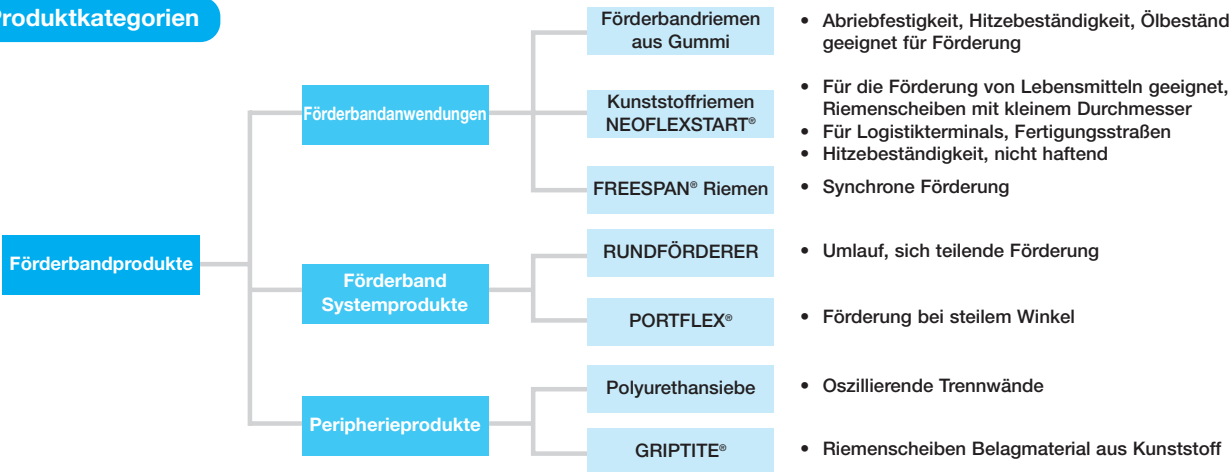 Produktkategorien
Förderbandprodukte
Förderbandanwendungen
Förderbandriemen
aus Gummi
• Abriebfestigkeit, Hitzebeständigkeit, Ölbeständ
geeignet für Förderung
Kunststoffriemen
NEOFLEXSTART®
• Für die Förderung von Lebensmitteln geeignet,
Riemenscheiben mit kleinem Durchmesser
• Für Logistikterminals, Fertigungsstraßen
• Hitzebeständigkeit, nicht haftend
FREESPAN® Riemen
• Synchrone Förderung
Förderband
Systemprodukte
RUNDFÖRDERER
• Umlauf, sich teilende Förderung
PORTFLEX®
• Förderung bei steilem Winkel
Peripherieprodukte
Polyurethansiebe
• Oszillierende Trennwände
GRIPTITE®
• Riemenscheiben Belagmaterial aus Kunststoff